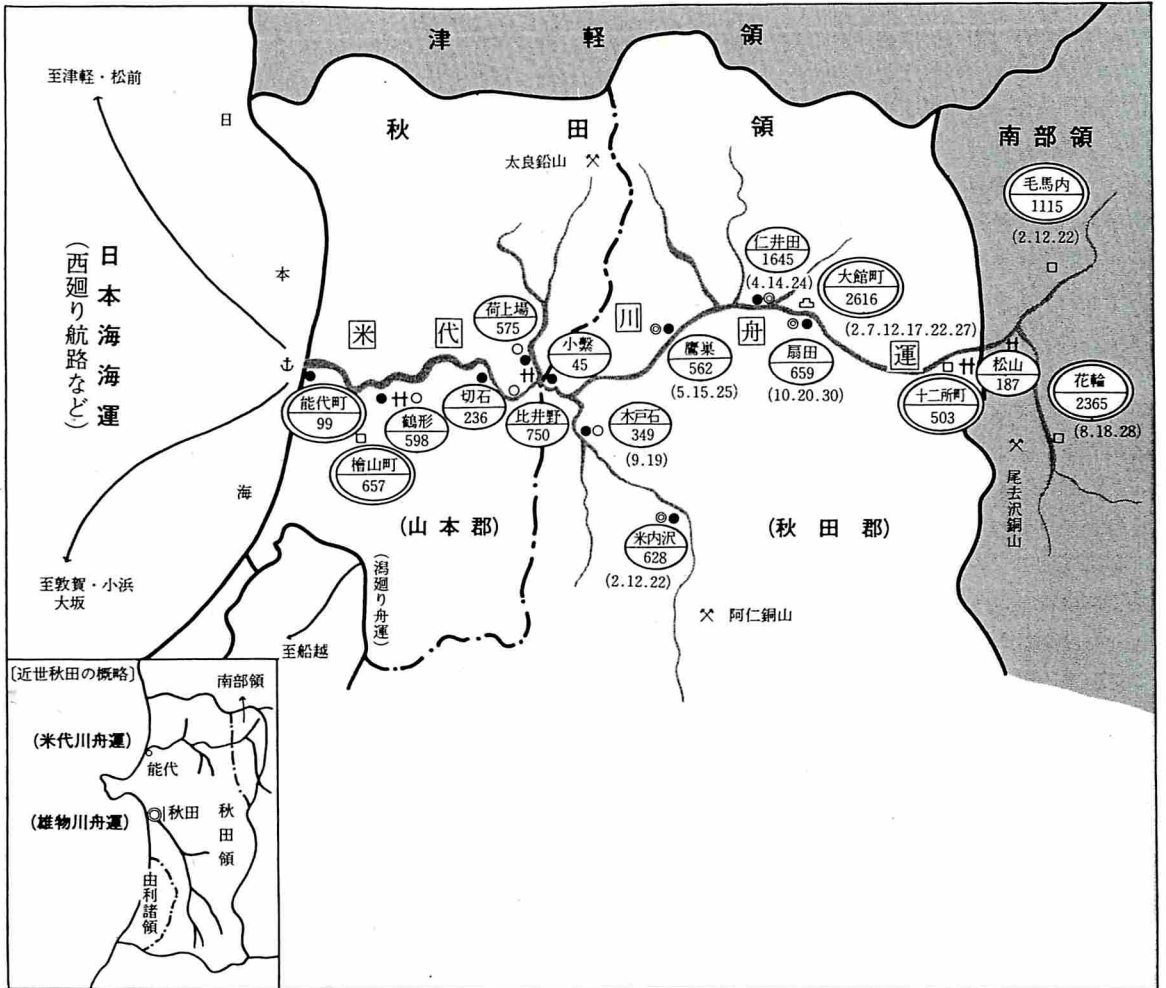 津軽領
至津軽・松前
日本海
秋田領
南部領
太良鉛山
毛馬内
1115
(2.12.22)
日本海海運
(西廻り航路など)
仁井田
1645
(4.14.24)
大館町
2616
(2.7.12.17.22.27)
荷上場
575
米代川舟運
小繋
45
鷹巣
562
(5.15.25)
扇田
659
(10.20.30)
松山
187
花輪
2365
(8.18.28)
十二所町
503
能代町
99
鶴形
598
切石
236
比井野
750
木戸石
349
(9.19)
檜山町
657
尾去沢銅山
(山本郡)
(秋田郡)
米内沢
628
(2.12.22)
至敦賀・小浜
大坂
(潟廻り舟運)
至船越
阿仁銅山
〔近世秋田の概略〕
南部領
(米代川舟運)
能代
(雄物川舟運)
秋田
秋田領
由利諸領